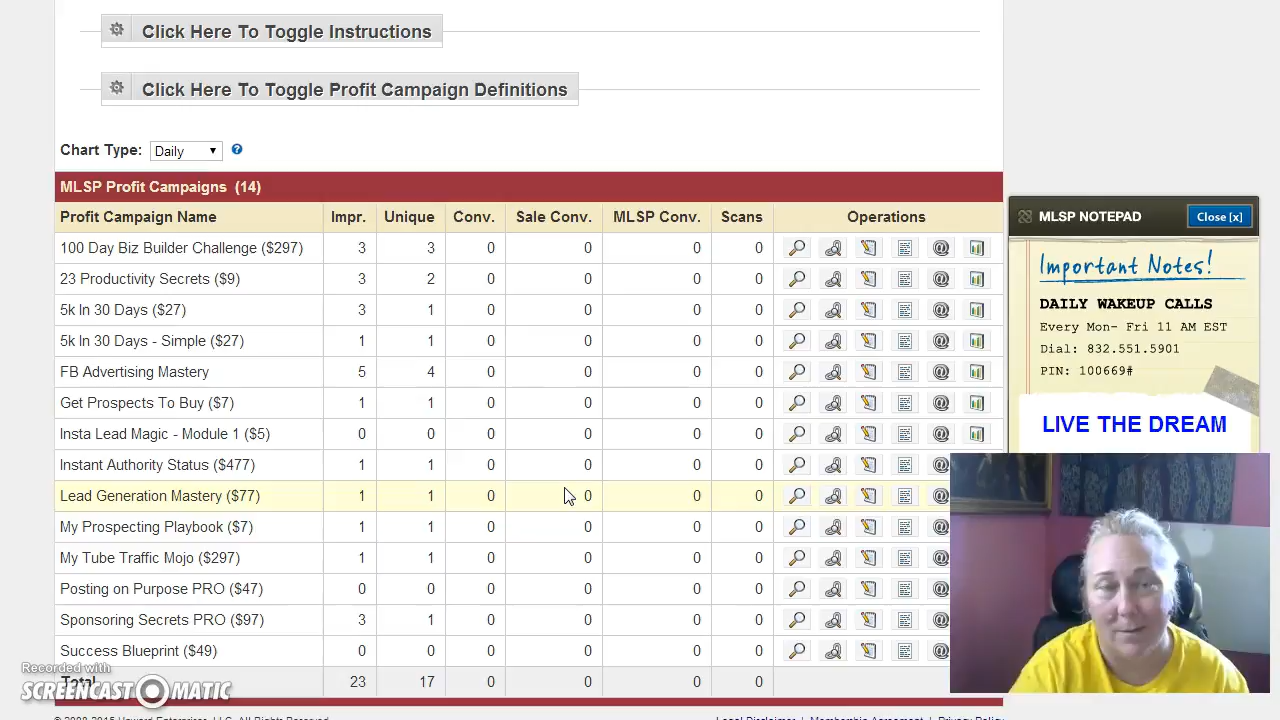 Click Here To Toggle Instructions
Click Here To Toggle Profit Campaign Definitions
Chart Type: Daily
MLSP Profit Campaigns (14)
Profit Campaign Name Impr. Unique Conv. Sale Conv. MLSP Conv. Scans Operations
100 Day Biz Builder Challenge ($297) 3 3 0 0 0 0
23 Productivity Secrets ($9) 3 2 0 0 0 0
5k In 30 Days ($27) 3 1 0 0 0 0
5k In 30 Days - Simple ($27) 1 1 0 0 0 0
FB Advertising Mastery 5 4 0 0 0 0
Get Prospects To Buy ($7) 1 1 0 0 0 0
Insta Lead Magic - Module 1 ($5) 0 0 0 0 0 0
Instant Authority Status ($477) 1 1 0 0 0 0
Lead Generation Mastery ($77) 1 1 0 0 0 0
My Prospecting Playbook ($7) 1 1 0 0 0 0
My Tube Traffic Mojo ($297) 1 1 0 0 0 0
Posting on Purpose PRO ($47) 0 0 0 0 0 0
Sponsoring Secrets PRO ($97) 3 1 0 0 0 0
Success Blueprint ($49) 0 0 0 0 0 0
Total 23 17 0 0 0 0
MLSP NOTEPAD Close [x]
Important Notes!
DAILY WAKEUP CALLS
Every Mon- Fri 11 AM EST
Dial: 832.551.5901
PIN: 100669#
LIVE THE DREAM
Recorded with
SCREENCAST MATIC